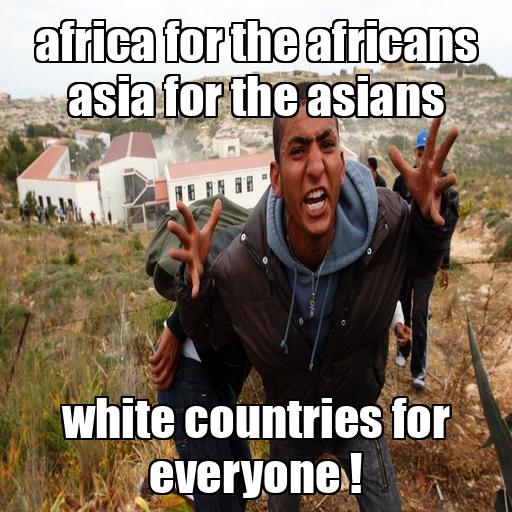 africa for the africans
asia for the asians
white countries for
everyone !